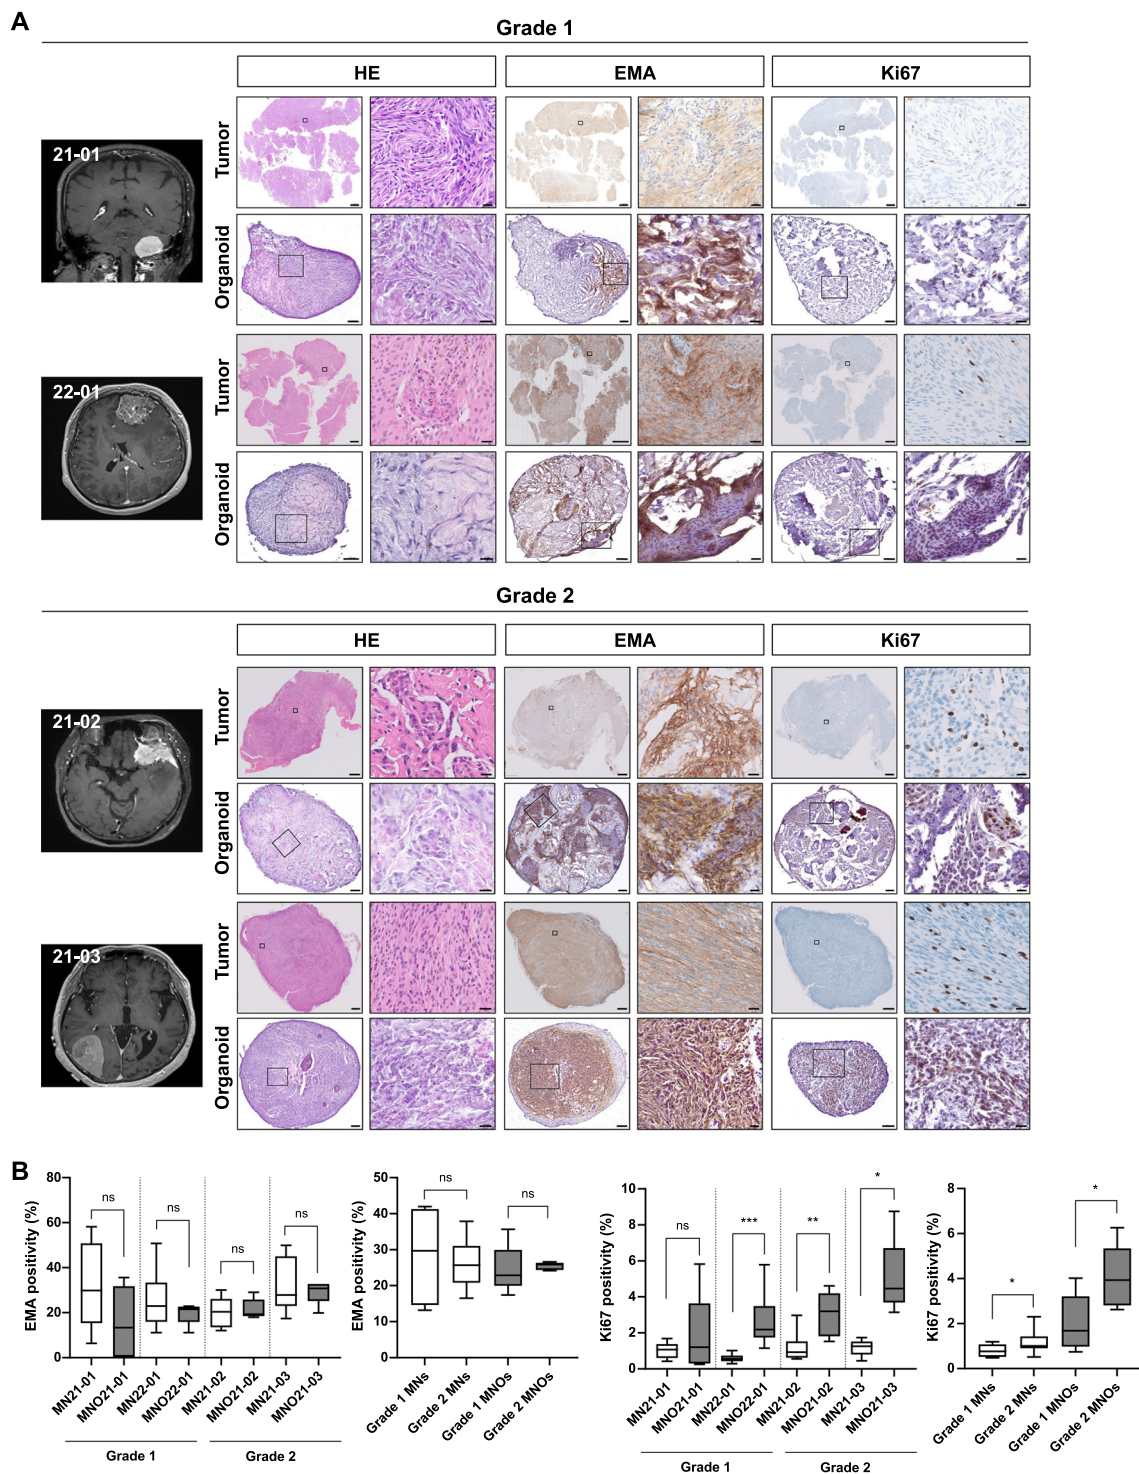 A
Grade 1
HE
EMA
Ki67
21-01
Tumor
Organoid
22-01
Tumor
Organoid
Grade 2
HE
EMA
Ki67
21-02
Tumor
Organoid
21-03
Tumor
Organoid
B
EMA positivity (%)
80
60
40
20
0
ns
ns
ns
ns
MN21-01
MNO21-01
MN22-01
MNO22-01
MN21-02
MNO21-02
MN21-03
MNO21-03
Grade 1
Grade 2
EMA positivity (%)
50
40
30
20
10
0
ns
ns
Grade 1 MNs
Grade 2 MNs
Grade 1 MNOs
Grade 2 MNOs
Ki67 positivity (%)
10
8
6
4
2
0
ns
***
**
*
MN21-01
MNO21-01
MN22-01
MNO22-01
MN21-02
MNO21-02
MN21-03
MNO21-03
Grade 1
Grade 2
Ki67 positivity (%)
8
6
4
2
0
*
*
Grade 1 MNs
Grade 2 MNs
Grade 1 MNOs
Grade 2 MNOs